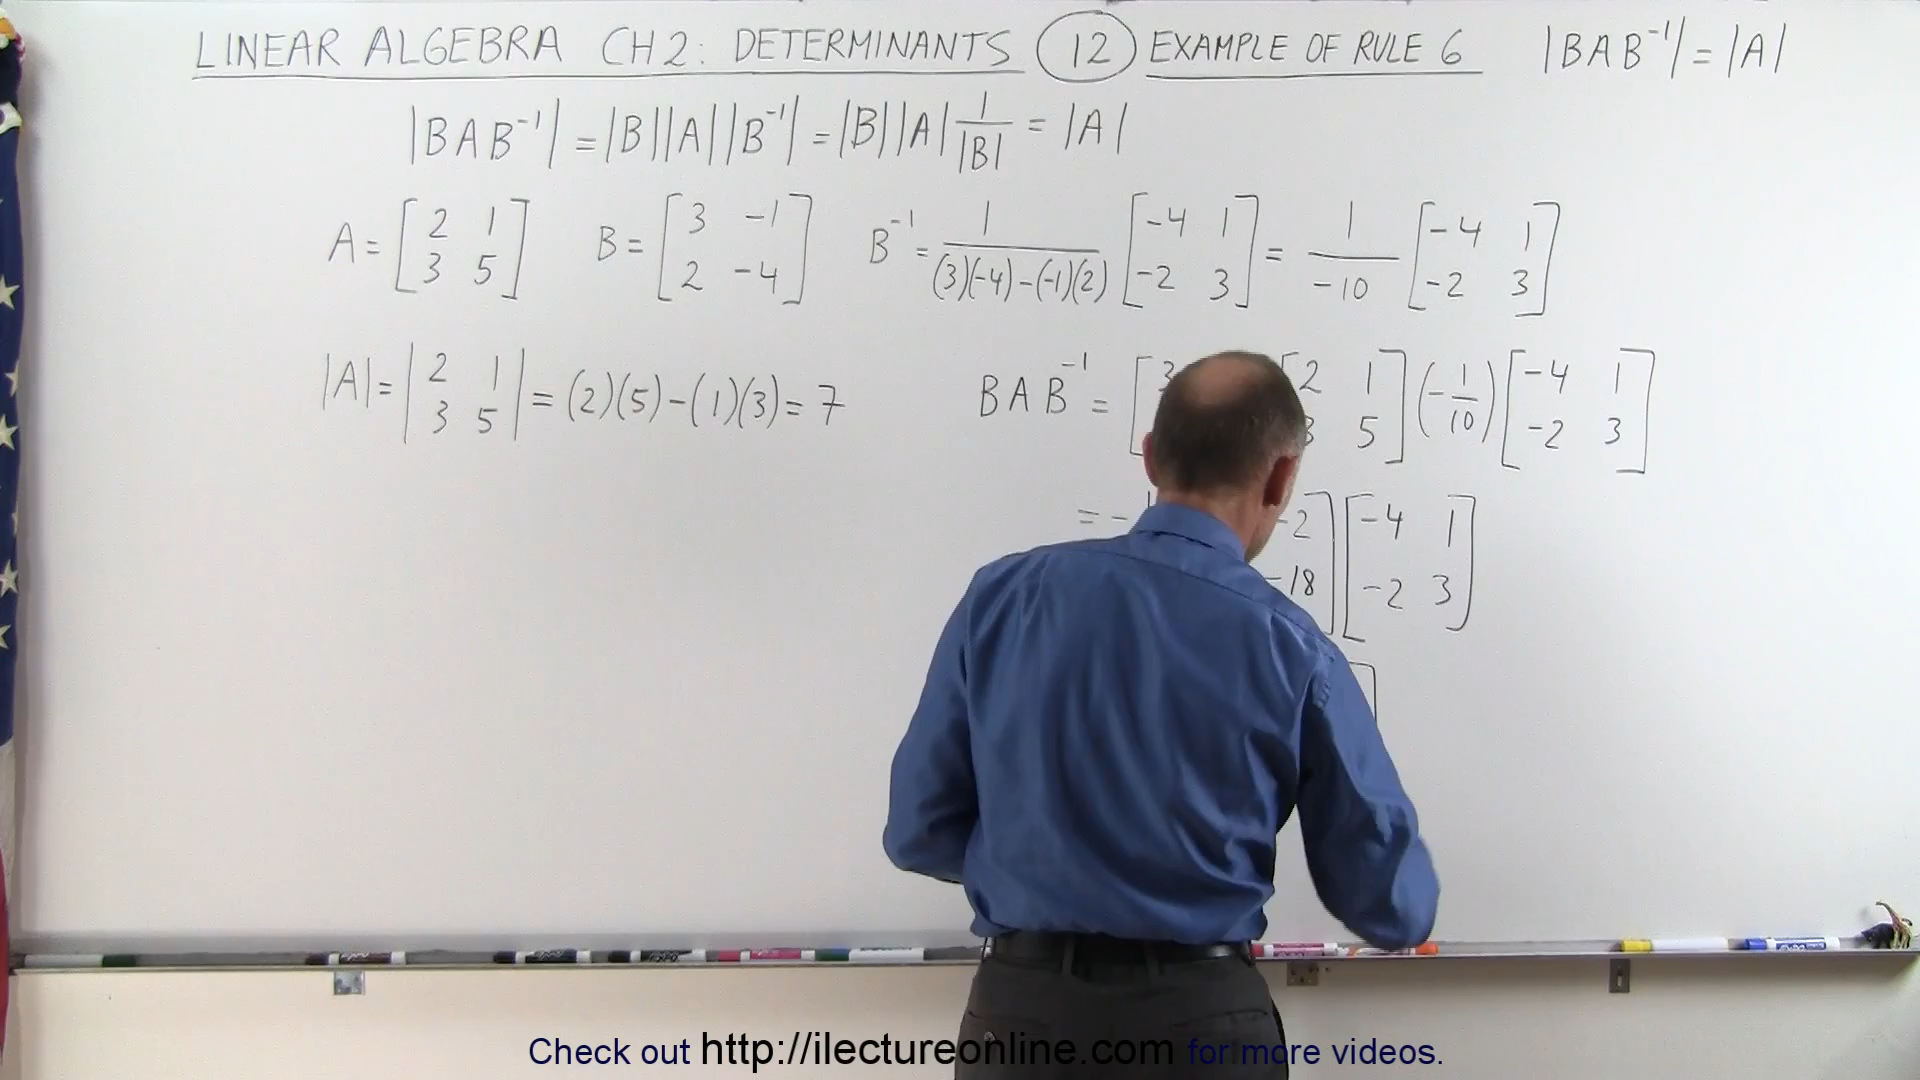 LINEAR ALGEBRA CH 2: DETERMINANTS 12 EXAMPLE OF RULE 6 |BAB⁻¹| = |A|
|BAB⁻¹| = |B||A||B⁻¹| = |B||A| 1/|B| = |A|
A = [2 1; 3 5] B = [3 -1; 2 -4] B⁻¹ = 1/((3)(-4)-(-1)(2)) [-4 1; -2 3] = 1/-10 [-4 1; -2 3]
|A| = |2 1; 3 5| = (2)(5)-(1)(3) = 7
BAB⁻¹ = [3 2 1; 5] (-1/10) [-4 1; -2 3]
= - -2; -18] [-4 1; -2 3]
Check out http://ilectureonline.com for more videos.